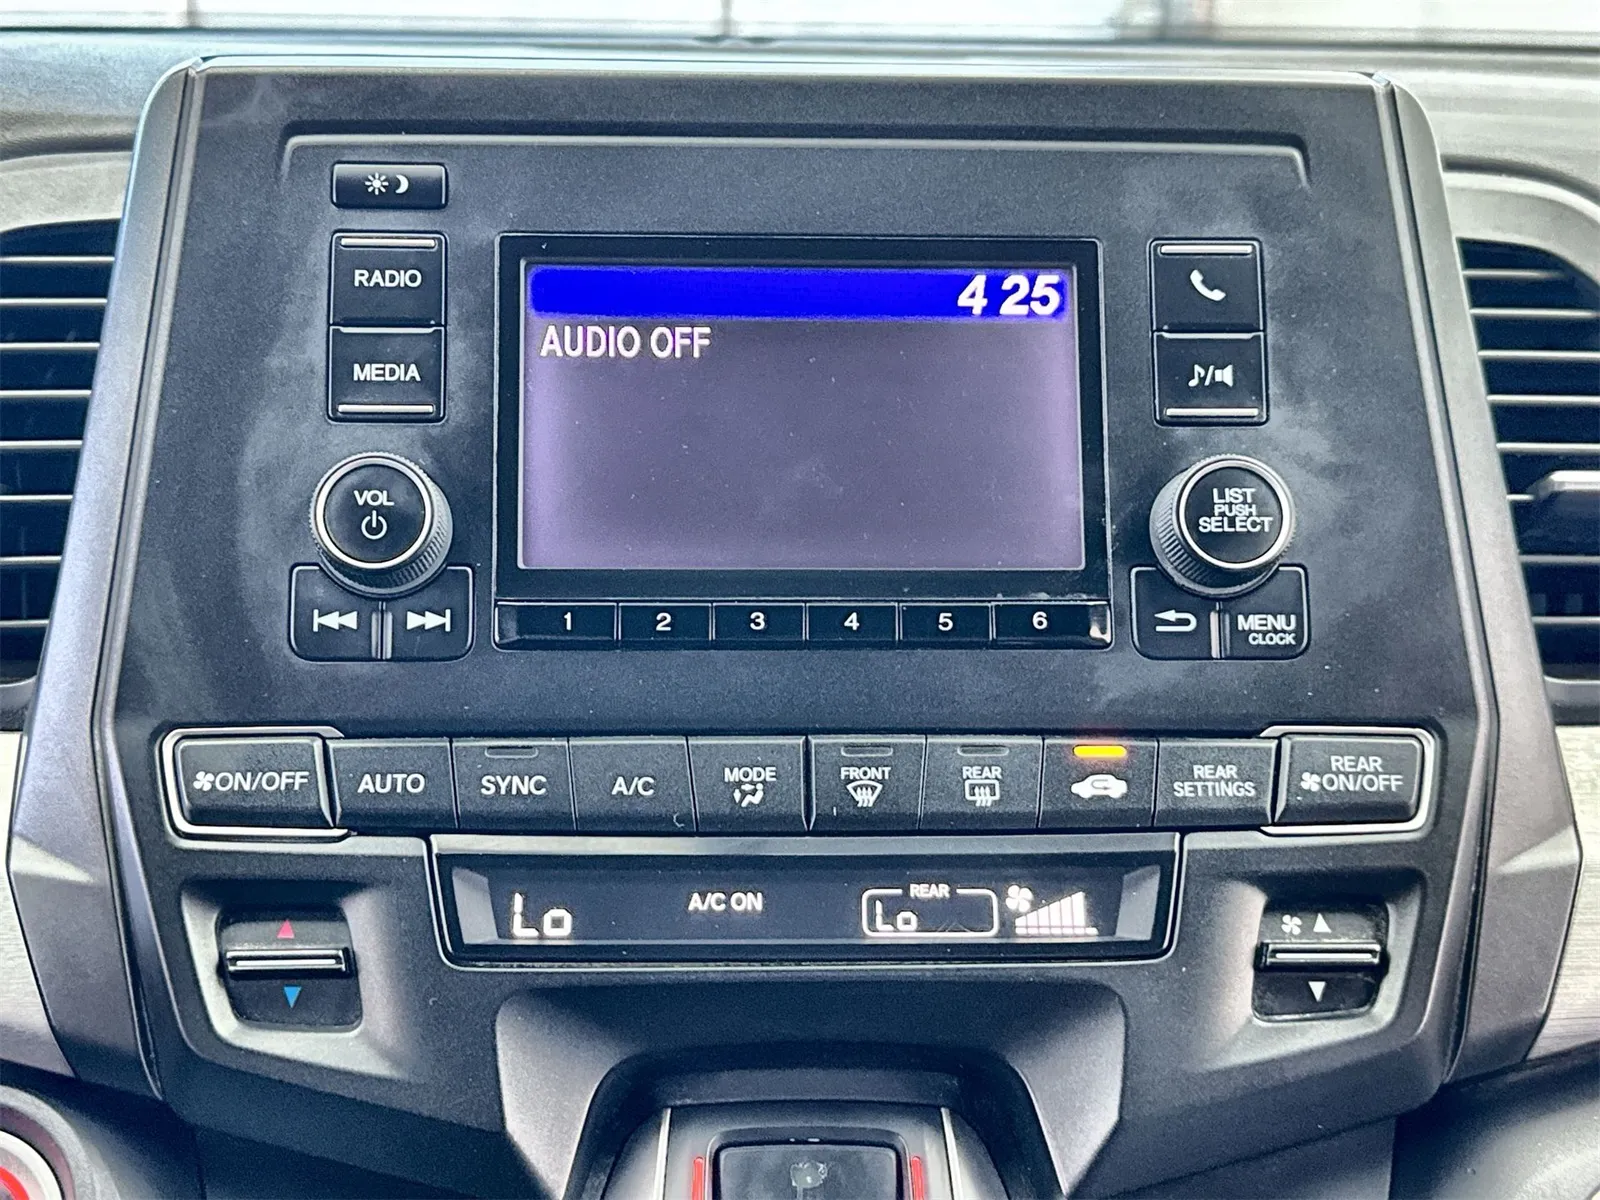 RADIO
MEDIA
VOL
4 25
AUDIO OFF
1 2 3 4 5 6
LIST
PUSH
SELECT
MENU
CLOCK
ON/OFF
AUTO
SYNC
A/C
MODE
FRONT
REAR
REAR
SETTINGS
REAR
ON/OFF
Lo
A/C ON
REAR
Lo